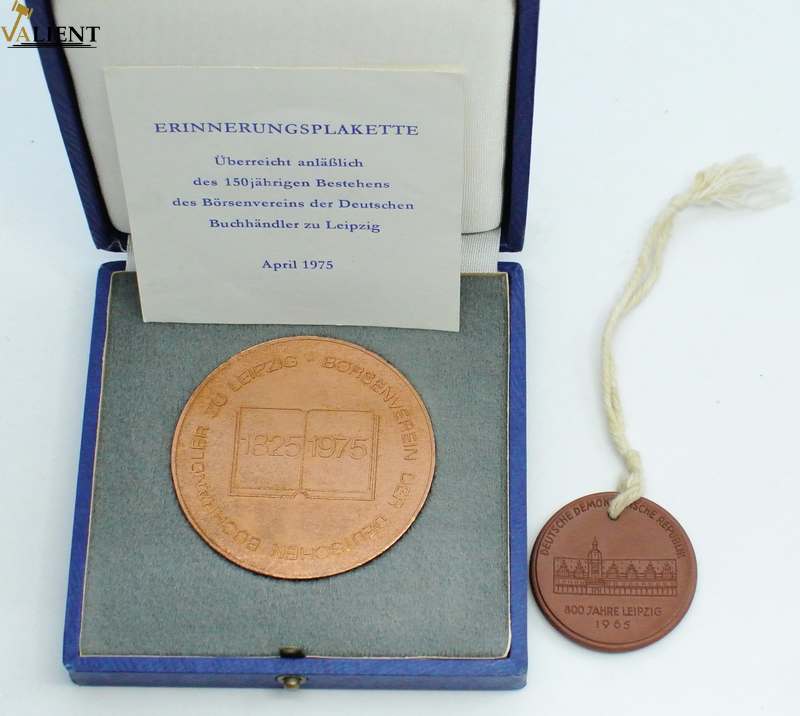 VALIENT
ERINNERUNGSPLAKETTE
Überreicht anläßlich
des 150jährigen Bestehens
des Börsenvereins der Deutschen
Buchhändler zu Leipzig
April 1975
BÖRSENVEREIN DER DEUTSCHEN BUCHHÄNDLER ZU LEIPZIG
1825 1975
DEUTSCHE DEMOKRATISCHE REPUBLIK
800 JAHRE LEIPZIG
1965